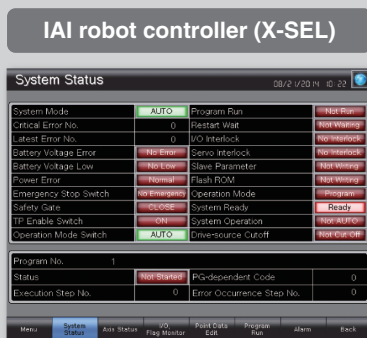 IAI robot controller (X-SEL)
System Status 08/21/2014 10:22
System Mode AUTO Program Run Not Run
Critical Error No. 0 Restart Wait Not Waiting
Latest Error No. 0 I/O Interlock No Interlock
Battery Voltage Error No Error Servo Interlock No Interlock
Battery Voltage Low No Low Slave Parameter Not Writing
Power Error Normal Flash ROM Not Writing
Emergency Stop Switch No Emergency Operation Mode Program
Safety Gate CLOSE System Ready Ready
TP Enable Switch ON System Operation Not AUTO
Operation Mode Switch AUTO Drive-source Cutoff Not Cut Off
Program No. 1
Status Not Started PG-dependent Code 0
Execution Step No. 0 Error Occurrence Step No. 0
Menu System Status Axis Status I/O, Flag Monitor Point Data Edit Program Run Alarm Back